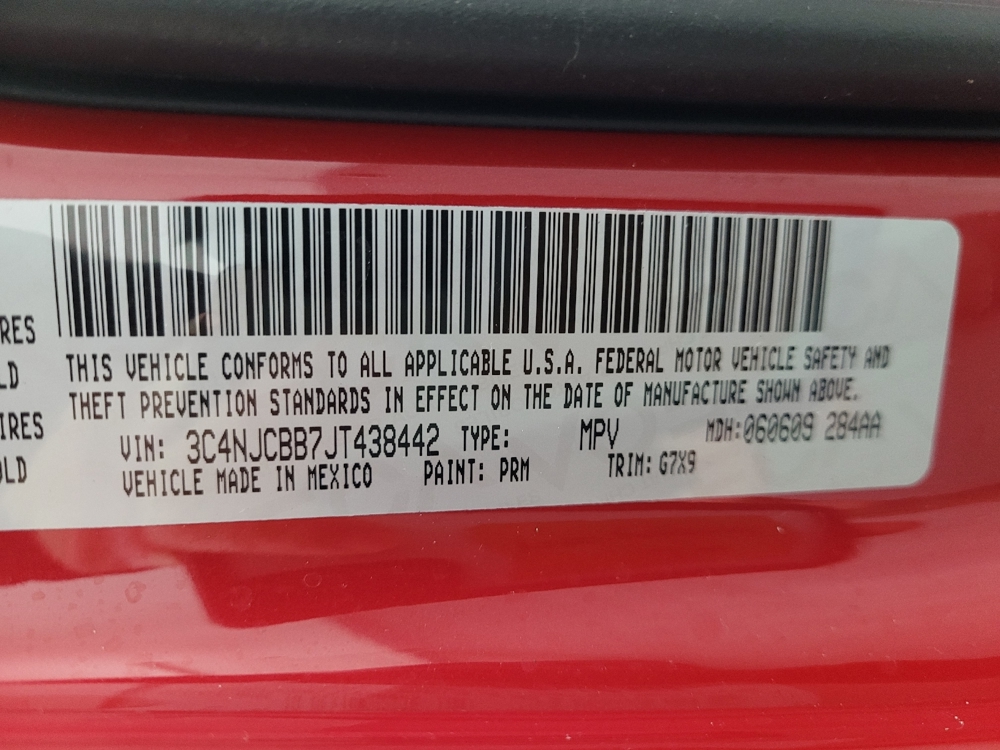 RES
LD
IRES
OLD
THIS VEHICLE CONFORMS TO ALL APPLICABLE U.S.A. FEDERAL MOTOR VEHICLE SAFETY AND
THEFT PREVENTION STANDARDS IN EFFECT ON THE DATE OF MANUFACTURE SHOWN ABOVE.
VIN: 3C4NJCBB7JT438442 TYPE: MPV MDH:060609 284AA
VEHICLE MADE IN MEXICO PAINT: PRM TRIM: G7X9